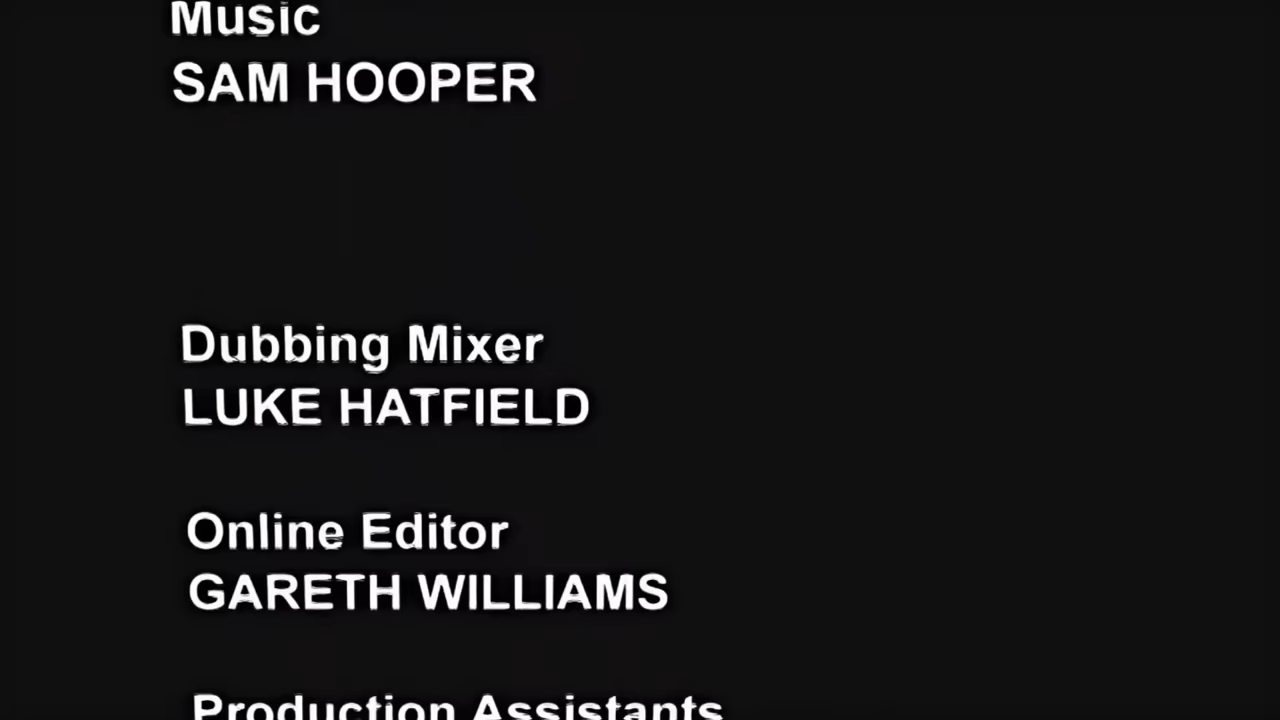 Music
SAM HOOPER
Dubbing Mixer
LUKE HATFIELD
Online Editor
GARETH WILLIAMS
Production Assistants